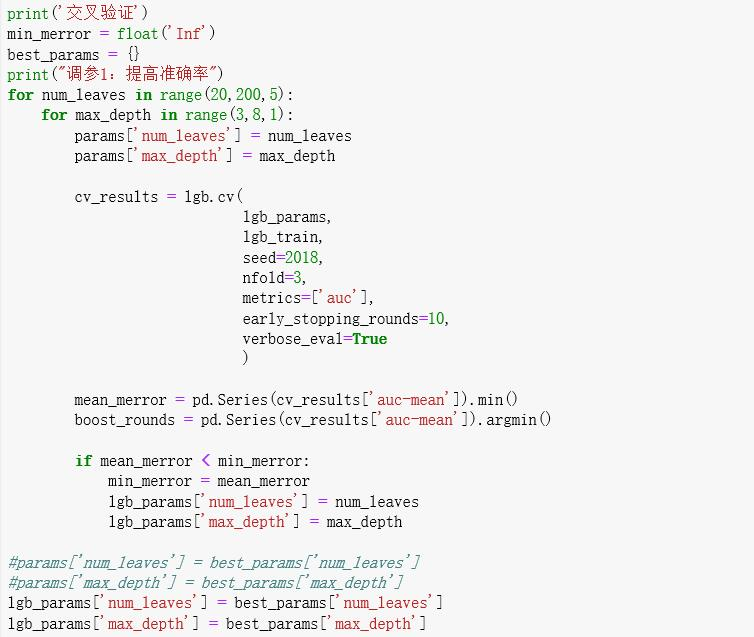 print('交叉验证')
min_merror = float('Inf')
best_params = {}
print("调参1：提高准确率")
for num_leaves in range(20,200,5):
    for max_depth in range(3,8,1):
        params['num_leaves'] = num_leaves
        params['max_depth'] = max_depth

        cv_results = lgb.cv(
                            lgb_params,
                            lgb_train,
                            seed=2018,
                            nfold=3,
                            metrics=['auc'],
                            early_stopping_rounds=10,
                            verbose_eval=True
                            )

        mean_merror = pd.Series(cv_results['auc-mean']).min()
        boost_rounds = pd.Series(cv_results['auc-mean']).argmin()

        if mean_merror < min_merror:
            min_merror = mean_merror
            lgb_params['num_leaves'] = num_leaves
            lgb_params['max_depth'] = max_depth

#params['num_leaves'] = best_params['num_leaves']
#params['max_depth'] = best_params['max_depth']
lgb_params['num_leaves'] = best_params['num_leaves']
lgb_params['max_depth'] = best_params['max_depth']